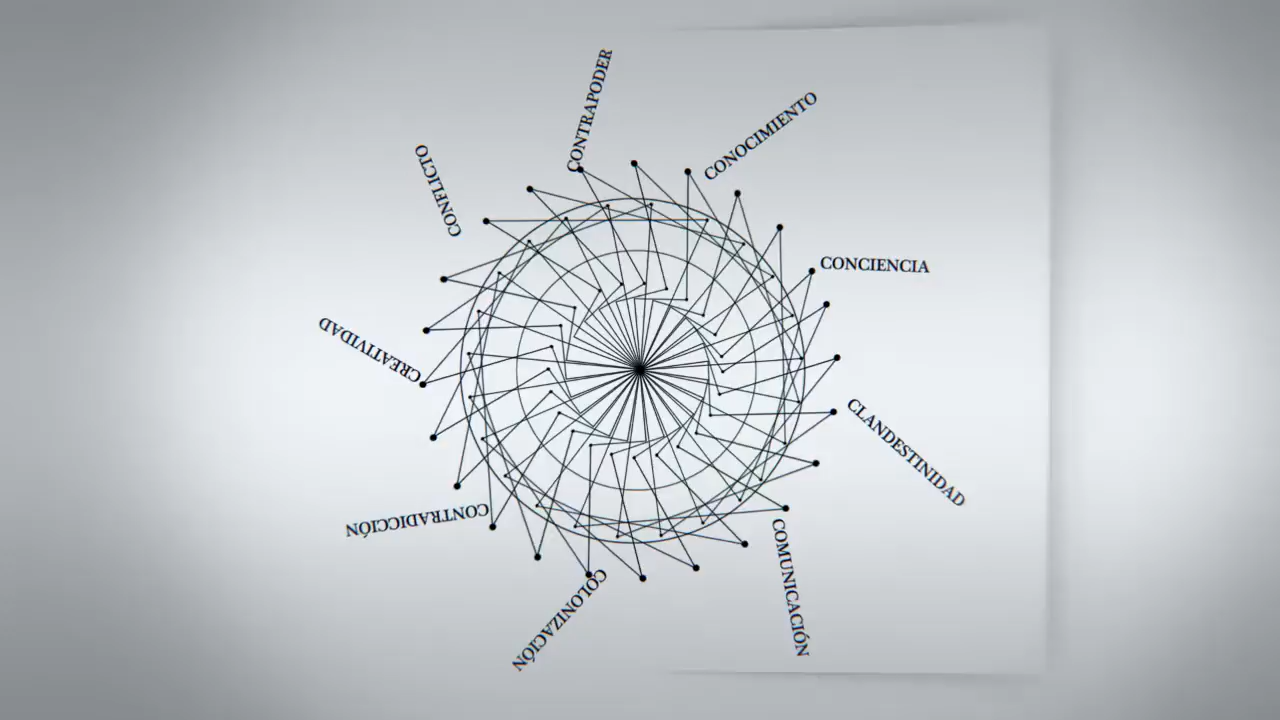 CONTRAPODER
CONOCIMIENTO
CONCIENCIA
CLANDESTINIDAD
COMUNICACIÓN
COLONIZACIÓN
CONTRADICCIÓN
CREATIVIDAD
CONFLICTO